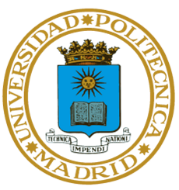 UNIVERSIDAD POLITECNICA
MADRID
TECHNICA
IMPENDI
NATIONI